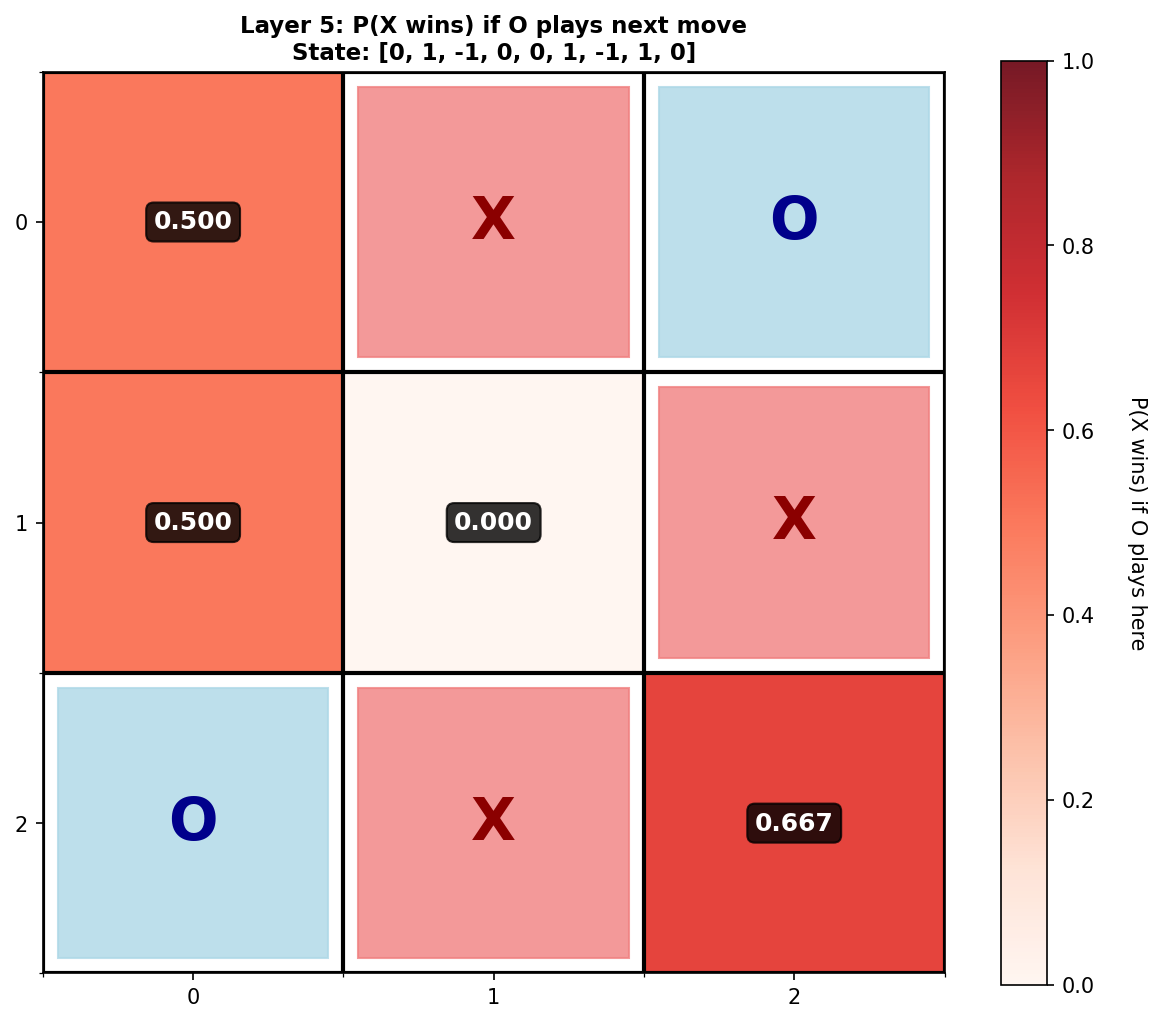 Layer 5: P(X wins) if O plays next move
State: [0, 1, -1, 0, 0, 1, -1, 1, 0]
0
0.500
X
O
1
0.500
0.000
X
2
O
X
0.667
0
1
2
1.0
0.8
0.6
0.4
0.2
0.0
P(X wins) if O plays here